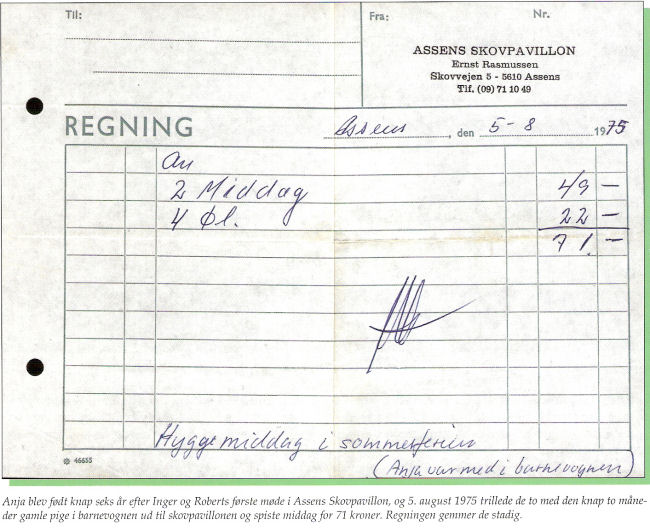 Til:
Fra:
Nr.
ASSENS SKOVPAVILLON
Ernst Rasmussen
Skovvejen 5 - 5610 Assens
Tlf. (09) 71 10 49
REGNING
Assens, den 5-8 1975
An
2 Middag 49 —
4 Øl. 22 —
71. —
Hyggemiddag i sommerferien
(Anja var med i barnevognen)
※ 46655
Anja blev født knap seks år efter Inger og Roberts første møde i Assens Skovpavillon, og 5. august 1975 trillede de to med den knap to måne-
der gamle pige i barnevognen ud til skovpavillonen og spiste middag for 71 kroner. Regningen gemmer de stadig.